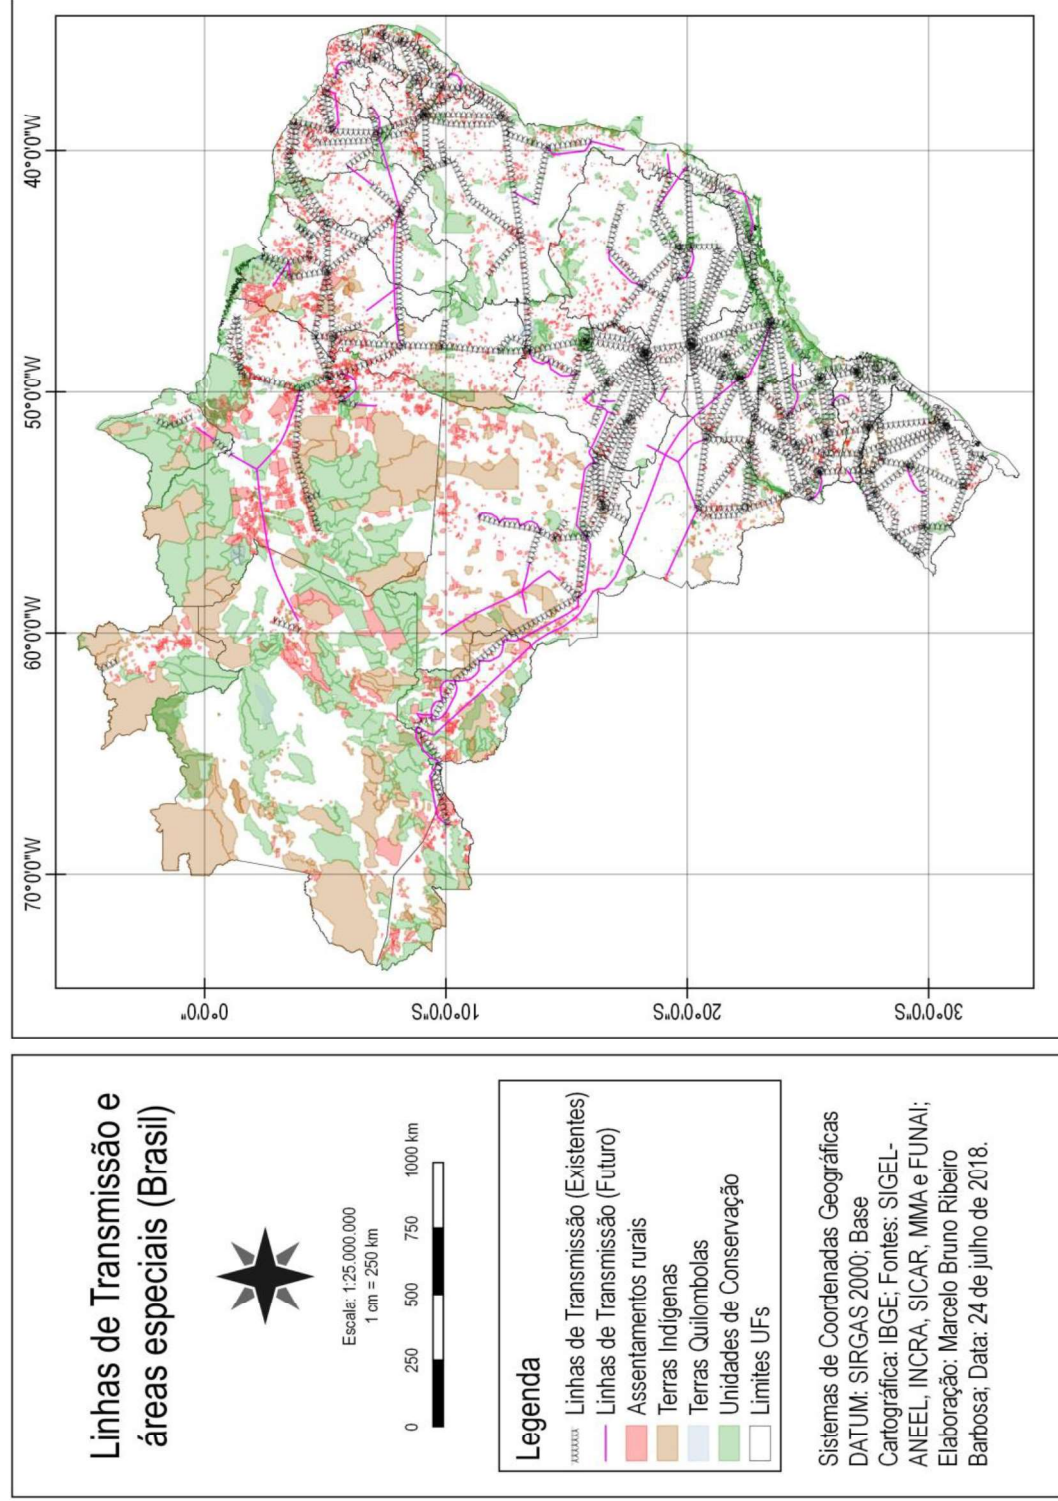 Linhas de Transmissão e
áreas especiais (Brasil)
Escala: 1:25.000.000
1 cm = 250 km
0 250 500 750 1000 km
Legenda
Linhas de Transmissão (Existentes)
Linhas de Transmissão (Futuro)
Assentamentos rurais
Terras Indígenas
Terras Quilombolas
Unidades de Conservação
Limites UFs
Sistemas de Coordenadas Geográficas
DATUM: SIRGAS 2000; Base
Cartográfica: IBGE; Fontes: SIGEL-
ANEEL, INCRA, SICAR, MMA e FUNAI;
Elaboração: Marcelo Bruno Ribeiro
Barbosa; Data: 24 de julho de 2018.
70°0'0"W 60°0'0"W 50°0'0"W 40°0'0"W
0°0'0"
10°0'0"S
20°0'0"S
30°0'0"S